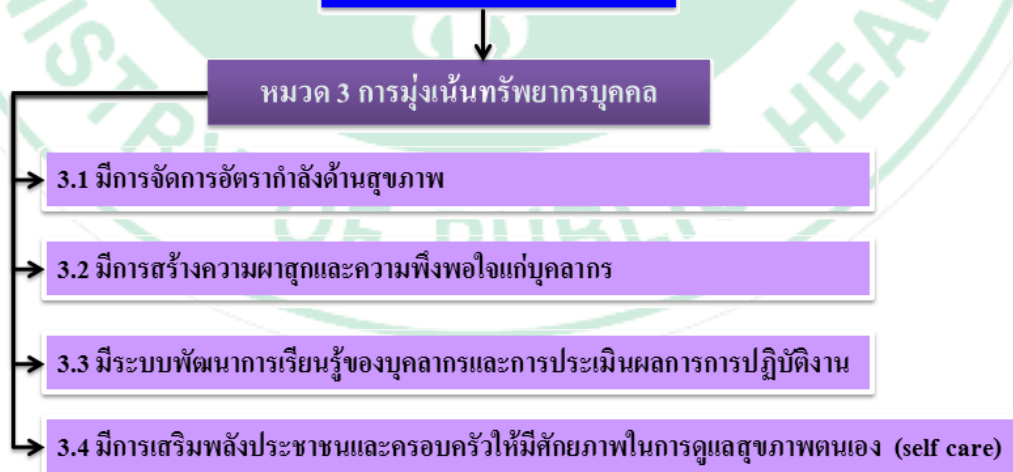 หมวด 3 การมุ่งเน้นทรัพยากรบุคคล
3.1 มีการจัดการอัตรากำลังด้านสุขภาพ
3.2 มีการสร้างความผาสุกและความพึงพอใจแก่บุคลากร
3.3 มีระบบพัฒนาการเรียนรู้ของบุคลากรและการประเมินผลการการปฏิบัติงาน
3.4 มีการเสริมพลังประชาชนและครอบครัวให้มีศักยภาพในการดูแลสุขภาพตนเอง (self care)